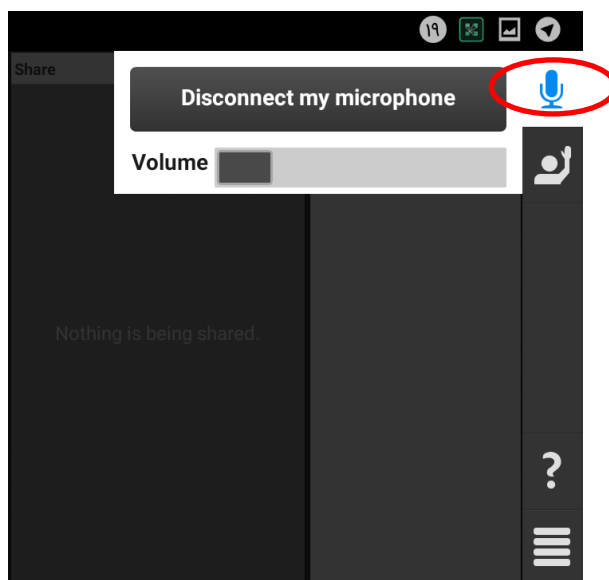 ۱۹
Share
Disconnect my microphone
Volume
Nothing is being shared.
?